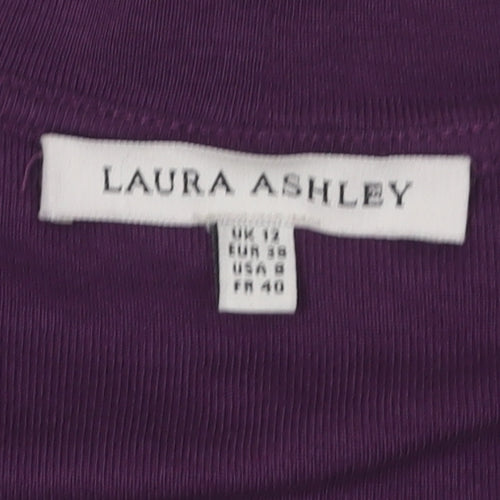 LAURA ASHLEY
UK 12
EUR 38
USA 8
FR 40